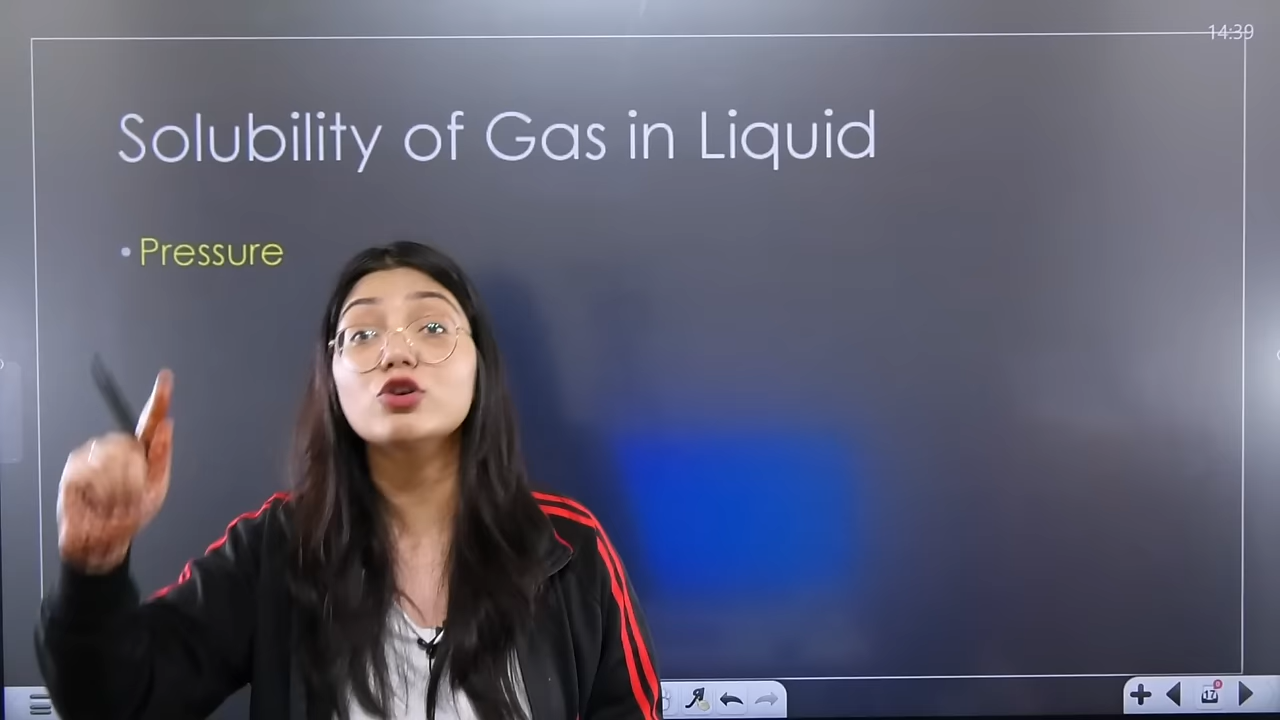 14:39
Solubility of Gas in Liquid
• Pressure
17